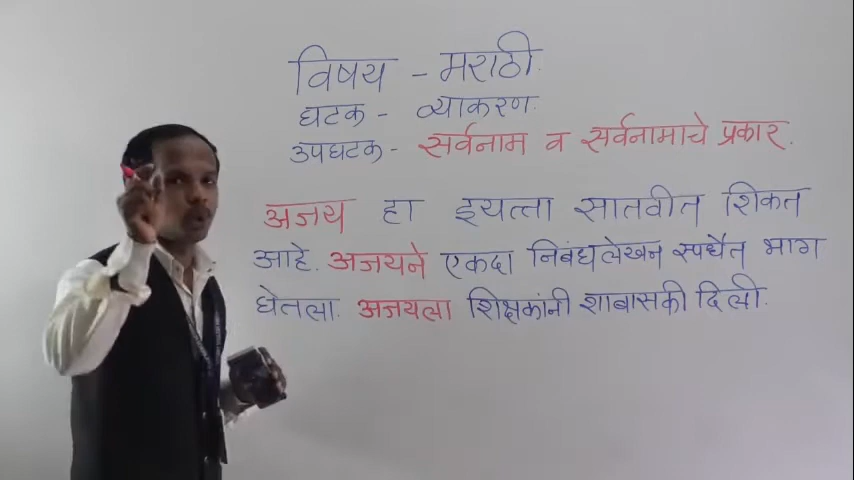 विषय - मराठी.
घटक - व्याकरण.
उपघटक - सर्वनाम व सर्वनामाचे प्रकार.
अजय हा इयत्ता सातवीत शिकत
आहे. अजयने एकदा निबंधलेखन स्पर्धेत भाग
घेतला. अजयला शिक्षकांनी शाबासकी दिली.